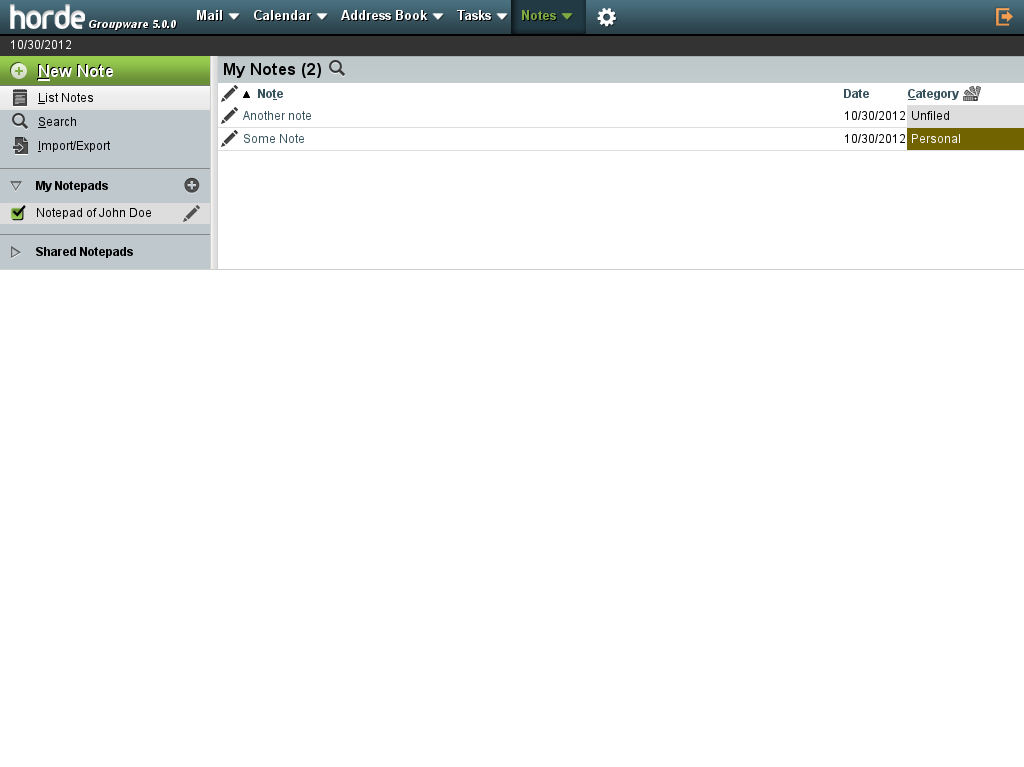 horde Groupware 5.0.0 Mail Calendar Address Book Tasks Notes
10/30/2012
New Note
List Notes
Search
Import/Export
My Notepads
Notepad of John Doe
Shared Notepads
My Notes (2)
Note Date Category
Another note 10/30/2012 Unfiled
Some Note 10/30/2012 Personal